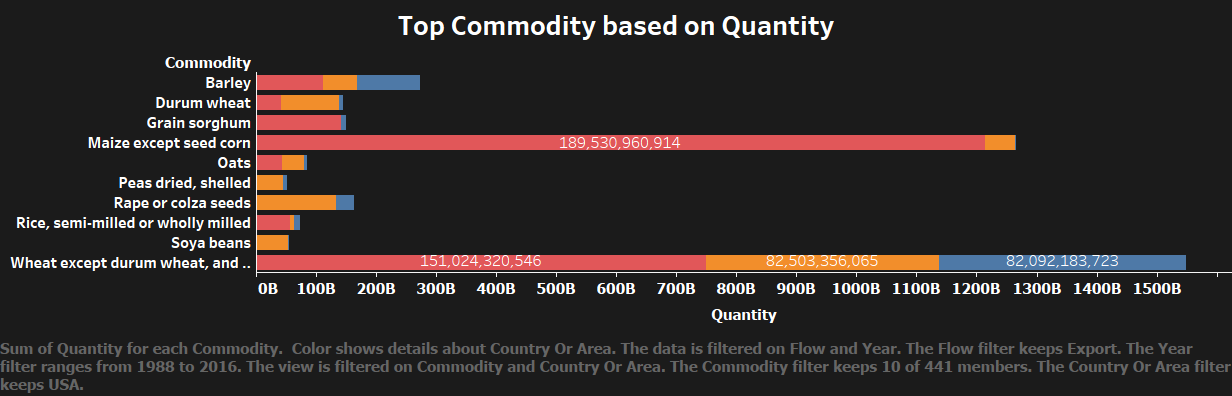 Top Commodity based on Quantity
Commodity
Barley
Durum wheat
Grain sorghum
Maize except seed corn
189,530,960,914
Oats
Peas dried, shelled
Rape or colza seeds
Rice, semi-milled or wholly milled
Soya beans
Wheat except durum wheat, and ..
151,024,320,546 82,503,356,065 82,092,183,723
0B 100B 200B 300B 400B 500B 600B 700B 800B 900B 1000B 1100B 1200B 1300B 1400B 1500B
Quantity
Sum of Quantity for each Commodity.  Color shows details about Country Or Area. The data is filtered on Flow and Year. The Flow filter keeps Export. The Year
filter ranges from 1988 to 2016. The view is filtered on Commodity and Country Or Area. The Commodity filter keeps 10 of 441 members. The Country Or Area filter
keeps USA.